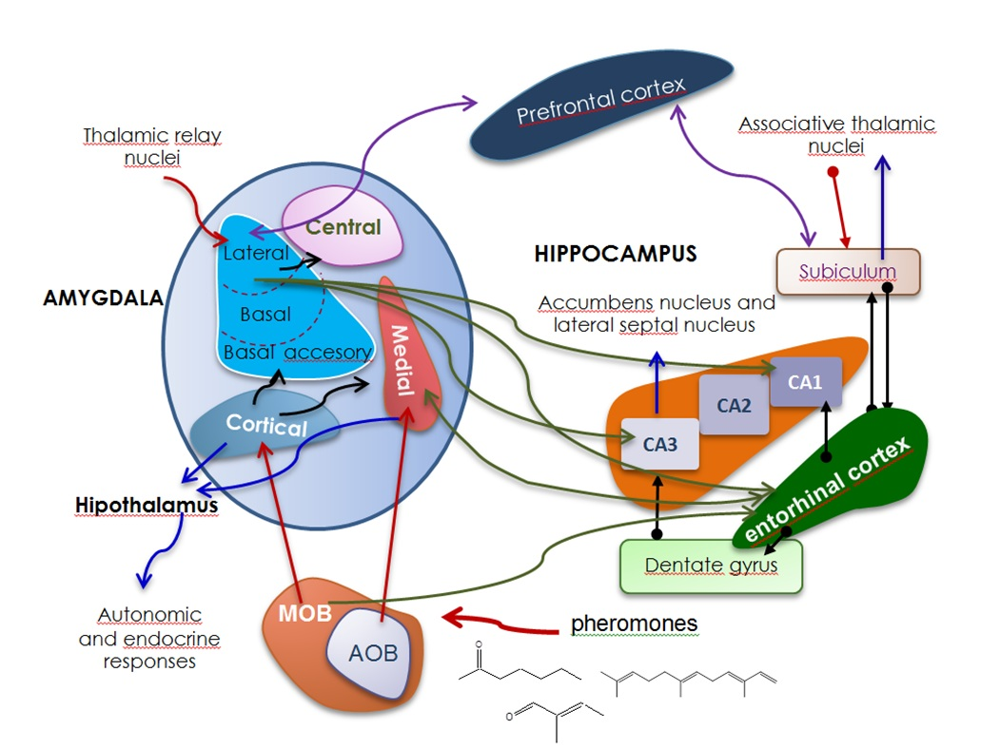 Prefrontal cortex
Thalamic relay
nuclei
Associative thalamic
nuclei
Central
Lateral
HIPPOCAMPUS
Subiculum
AMYGDALA
Accumbens nucleus and
lateral septal nucleus
Basal
Medial
Basal accesory
CA1
CA2
Cortical
CA3
entorhinal cortex
Hipothalamus
Dentate gyrus
Autonomic
and endocrine
responses
MOB
pheromones
AOB
O
O